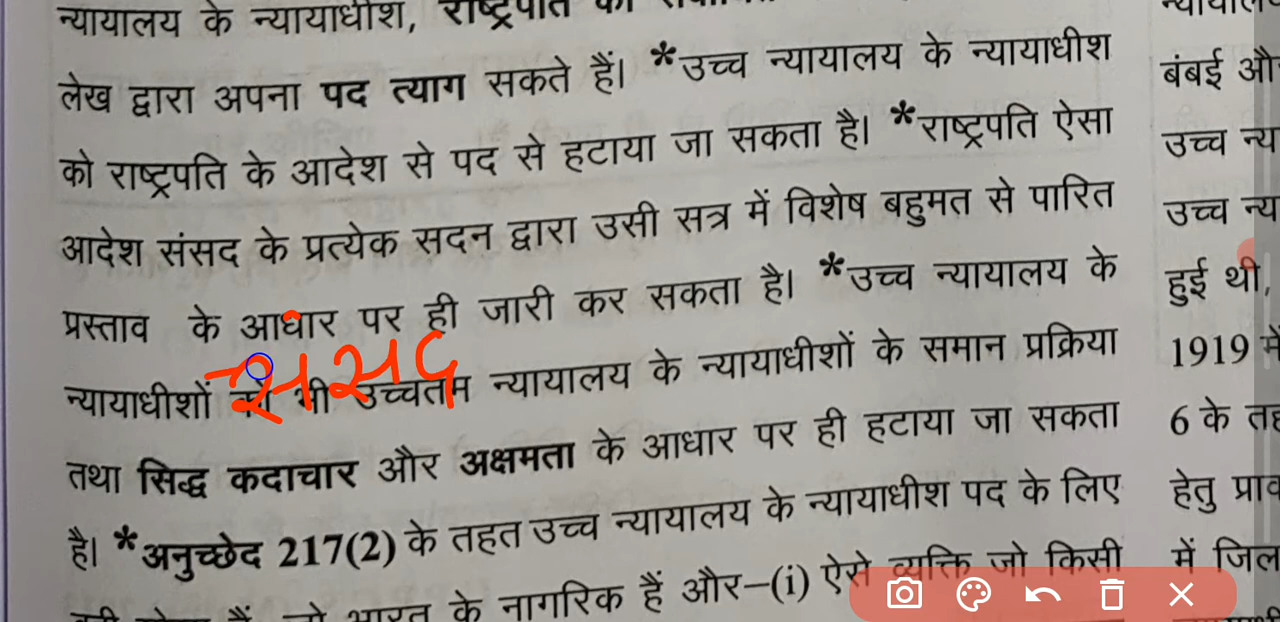 न्यायालय के न्यायाधीश, राष्ट्रपति को
लेख द्वारा अपना पद त्याग सकते हैं। *उच्च न्यायालय के न्यायाधीश
को राष्ट्रपति के आदेश से पद से हटाया जा सकता है। *राष्ट्रपति ऐसा
आदेश संसद के प्रत्येक सदन द्वारा उसी सत्र में विशेष बहुमत से पारित
प्रस्ताव के आधार पर ही जारी कर सकता है। *उच्च न्यायालय के
संसद
न्यायाधीशों को भी उच्चतम न्यायालय के न्यायाधीशों के समान प्रक्रिया
तथा सिद्ध कदाचार और अक्षमता के आधार पर ही हटाया जा सकता
है। *अनुच्छेद 217(2) के तहत उच्च न्यायालय के न्यायाधीश पद के लिए
भारत के नागरिक हैं और–(i) ऐसे व्यक्ति जो किसी
बंबई
उच्च
उच्च
हुई थी,
1919 में
6 के
हेतु
में